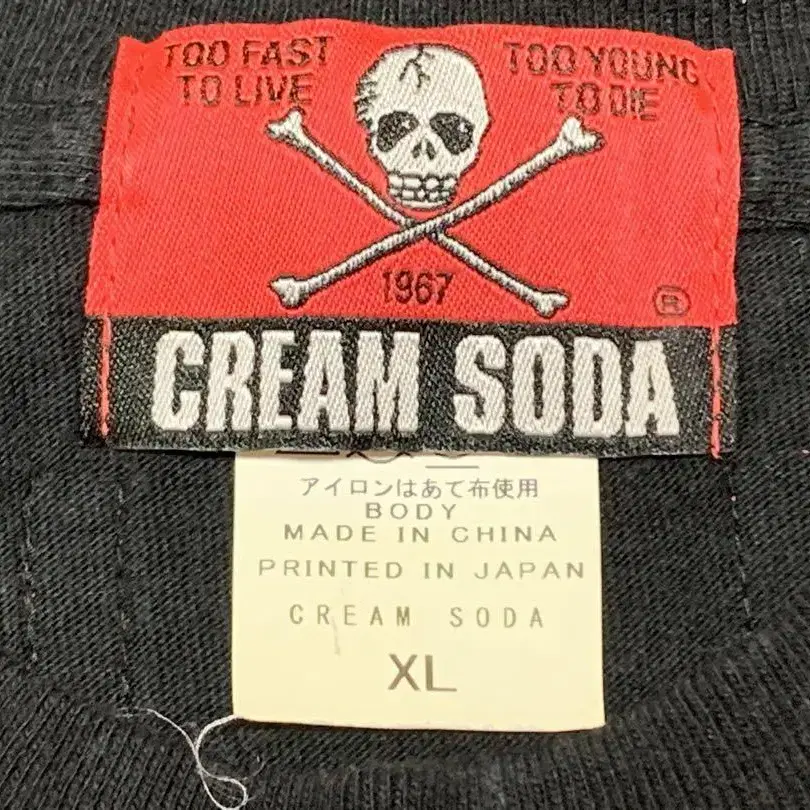 TOO FAST
TO LIVE
TOO YOUNG
TO DIE
1967
®
CREAM SODA
アイロンはあて布使用
BODY
MADE IN CHINA
PRINTED IN JAPAN
CREAM SODA
XL